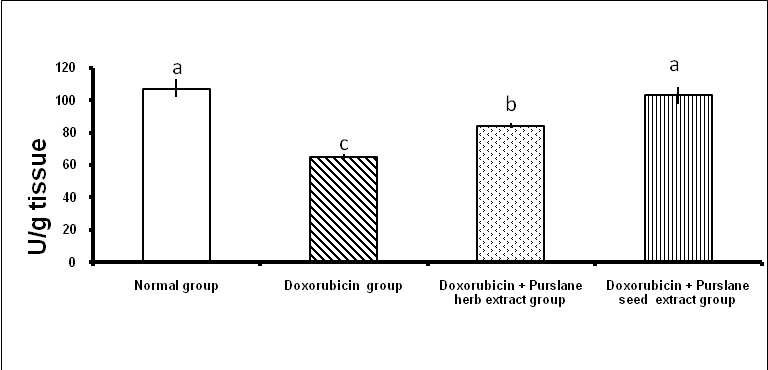 U/g tissue
120
100
80
60
40
20
0
a
c
b
a
Normal group
Doxorubicin group
Doxorubicin + Purslane
herb extract group
Doxorubicin + Purslane
seed extract group